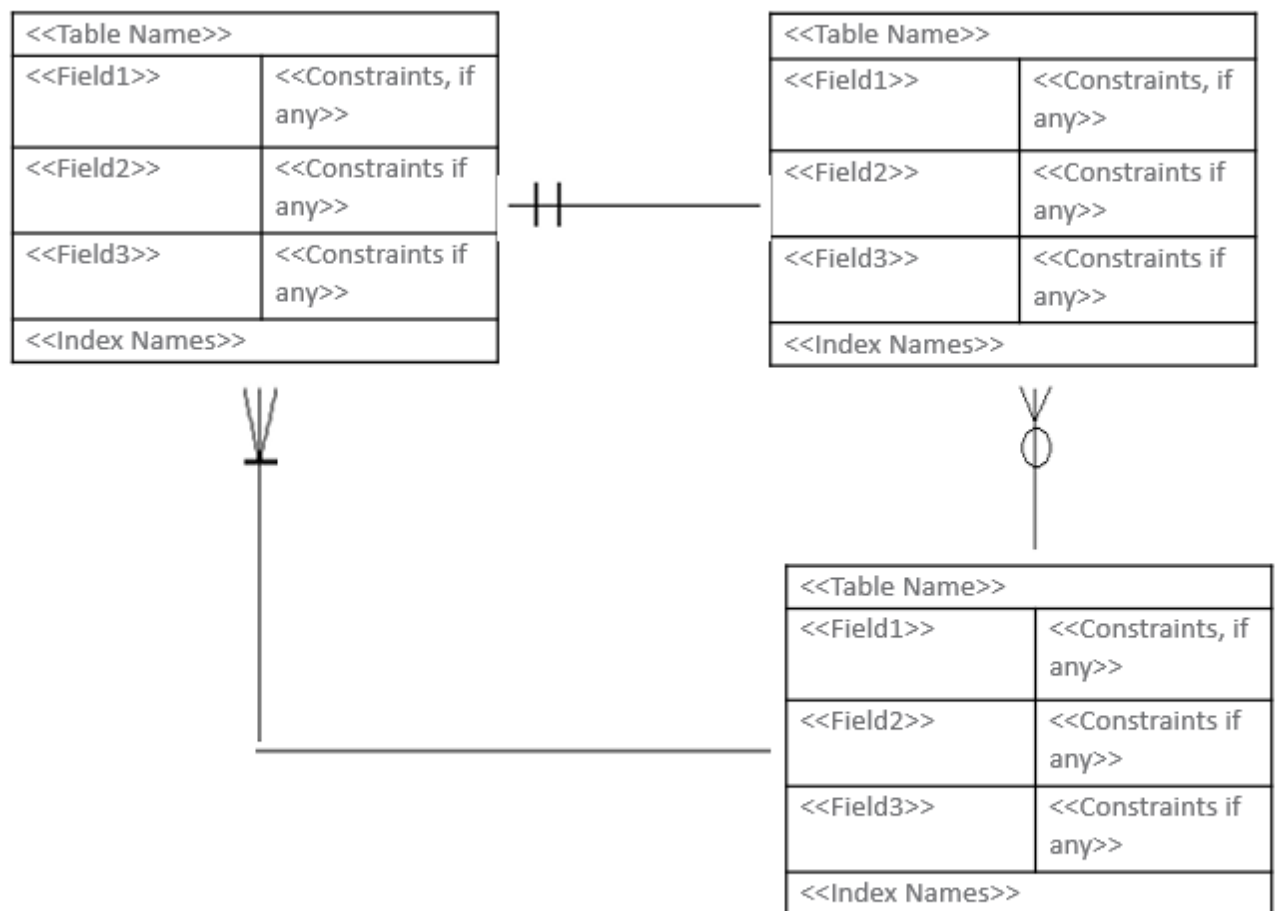 <<Table Name>>
<<Field1>> <<Constraints, if
any>>
<<Field2>> <<Constraints if
any>>
<<Field3>> <<Constraints if
any>>
<<Index Names>>
<<Table Name>>
<<Field1>> <<Constraints, if
any>>
<<Field2>> <<Constraints if
any>>
<<Field3>> <<Constraints if
any>>
<<Index Names>>
<<Table Name>>
<<Field1>> <<Constraints, if
any>>
<<Field2>> <<Constraints if
any>>
<<Field3>> <<Constraints if
any>>
<<Index Names>>